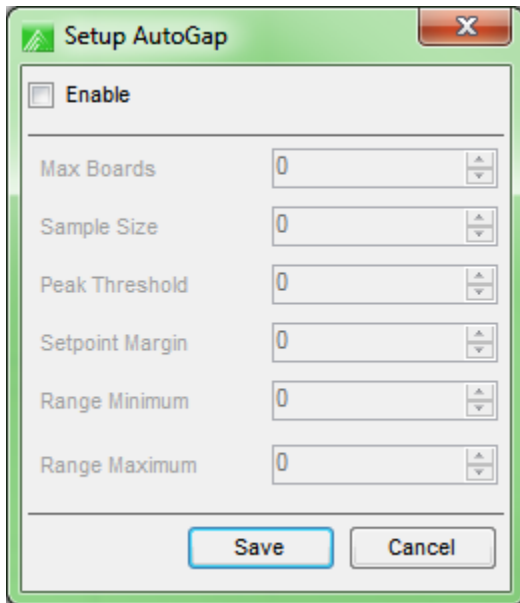 Setup AutoGap
Enable
Max Boards 0
Sample Size 0
Peak Threshold 0
Setpoint Margin 0
Range Minimum 0
Range Maximum 0
Save Cancel